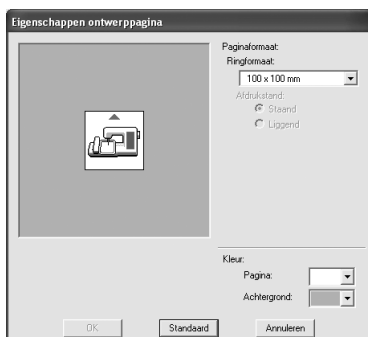 Eigenschappen ontwerppagina
Paginaformaat:
Ringformaat:
100 x 100 mm
Afdrukstand:
Staand
Liggend
Kleur:
Pagina:
Achtergrond:
OK
Standaard
Annuleren